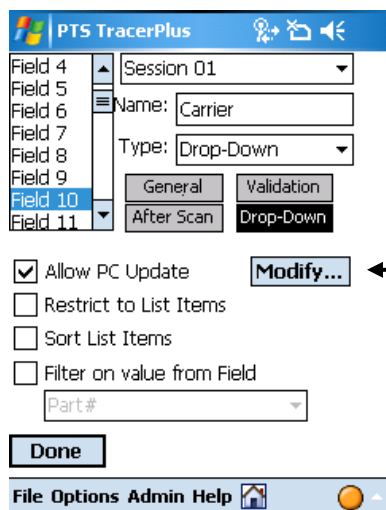 PTS TracerPlus
Field 4
Field 5
Field 6
Field 7
Field 8
Field 9
Field 10
Field 11
Session 01
Name: Carrier
Type: Drop-Down
General Validation
After Scan Drop-Down
Allow PC Update Modify...
Restrict to List Items
Sort List Items
Filter on value from Field
Part#
Done
File Options Admin Help